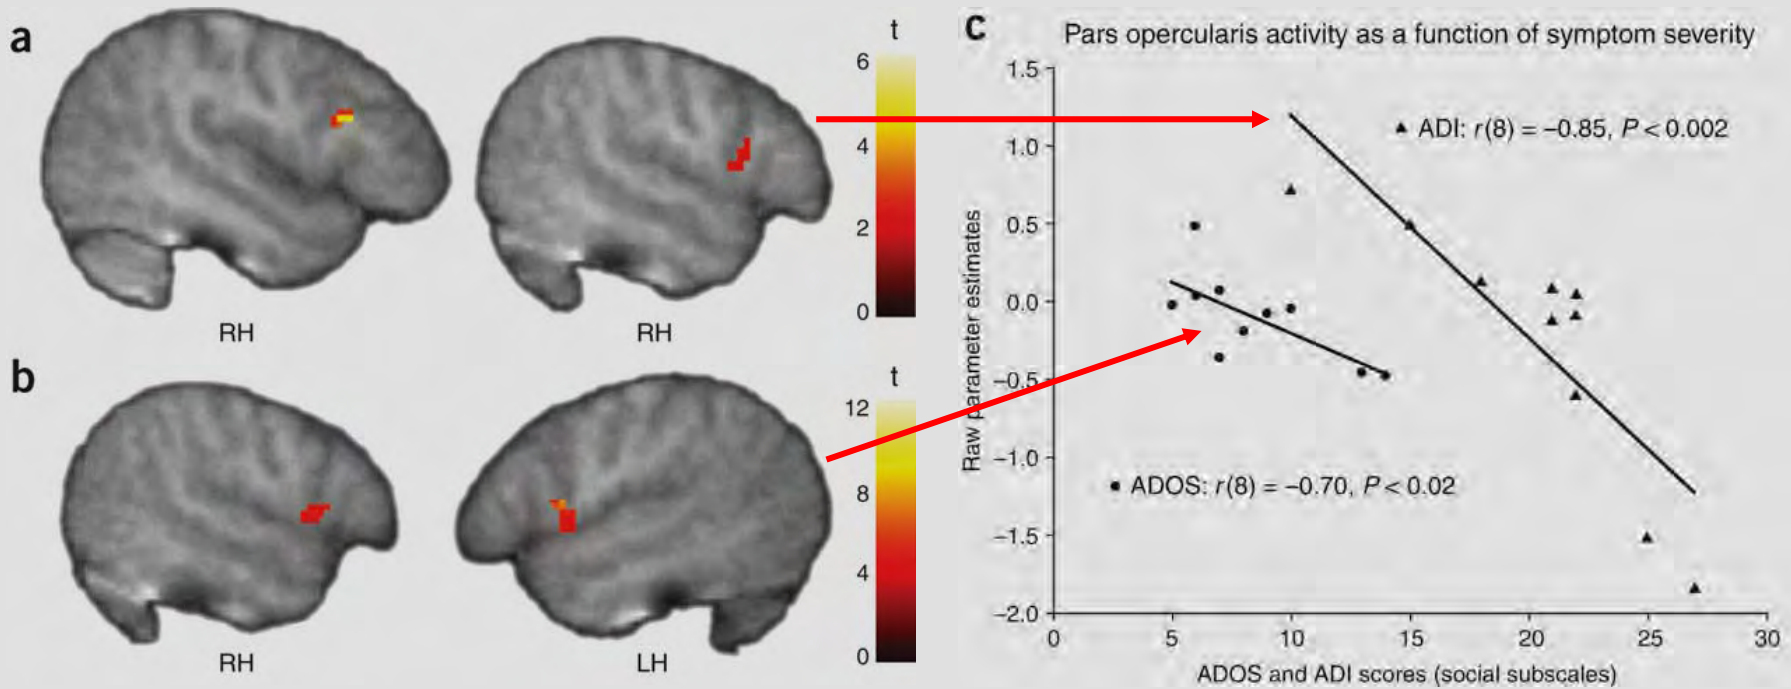 a
t
6
4
2
0
RH
RH
b
t
12
8
4
0
RH
LH
c
Pars opercularis activity as a function of symptom severity
Raw parameter estimates
1.5
1.0
0.5
0.0
−0.5
−1.0
−1.5
−2.0
ADI: r(8) = −0.85, P < 0.002
ADOS: r(8) = −0.70, P < 0.02
0 5 10 15 20 25 30
ADOS and ADI scores (social subscales)